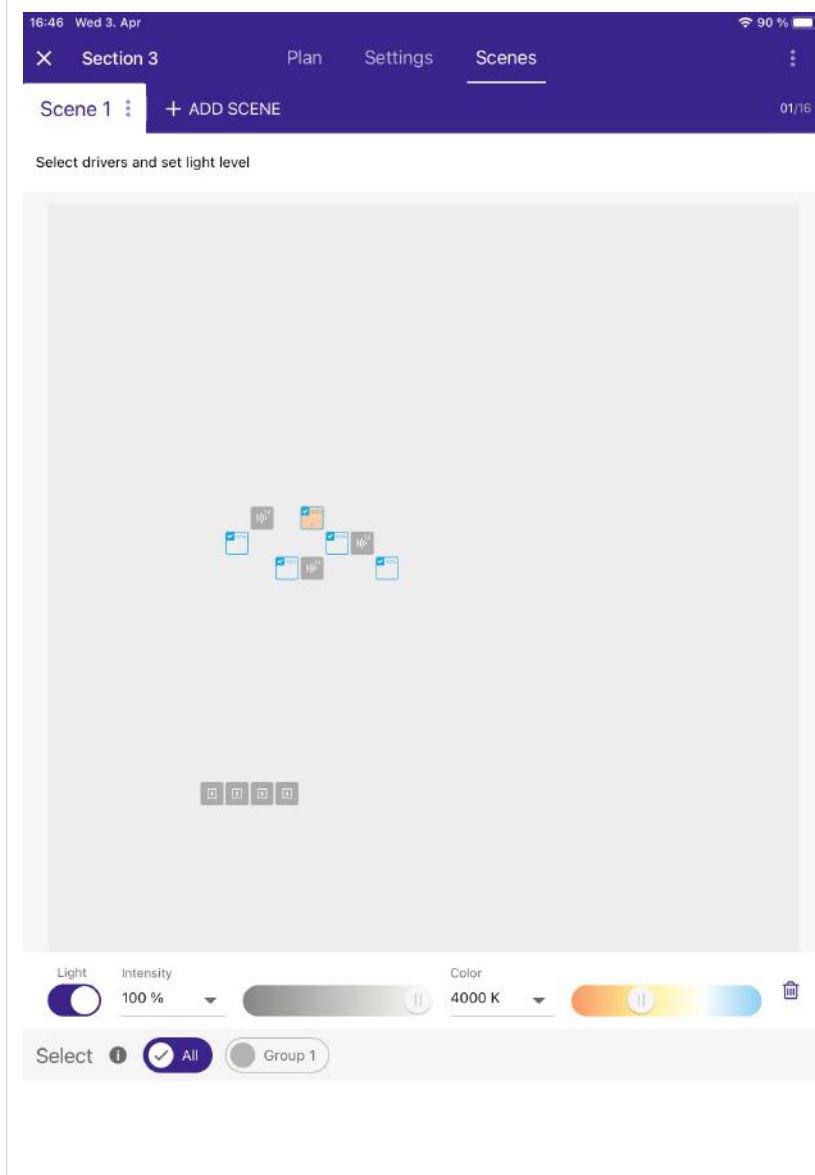 16:46 Wed 3. Apr 90 %
Section 3 Plan Settings Scenes
Scene 1 + ADD SCENE 01/16
Select drivers and set light level
Light Intensity Color
100 % 4000 K
Select All Group 1